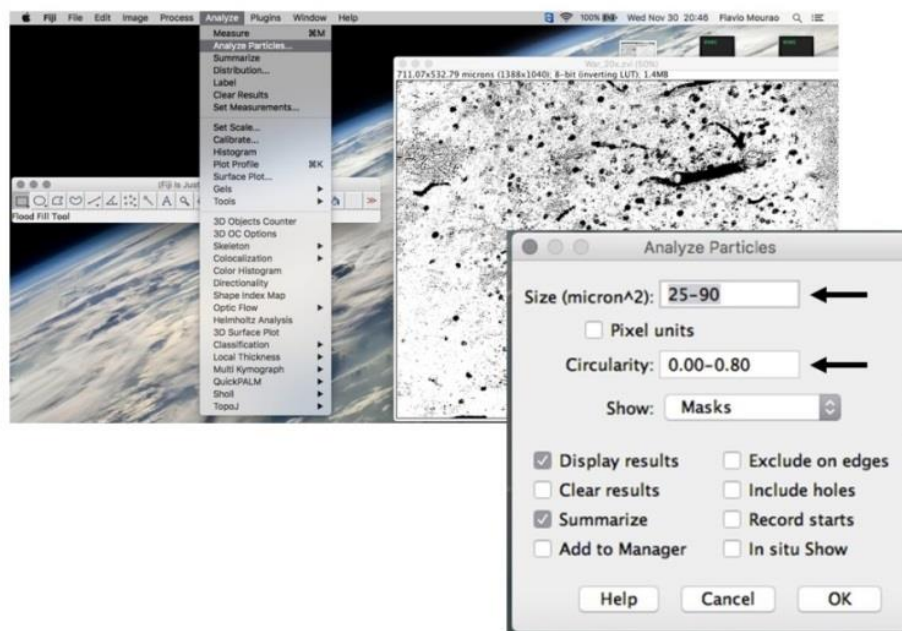 Fiji File Edit Image Process Analyze Plugins Window Help
100% Wed Nov 30 20:46 Flavio Mourao
Measure ⌘M
Analyze Particles...
Summarize
Distribution...
Label
Clear Results
Set Measurements...
Set Scale...
Calibrate...
Histogram
Plot Profile ⌘K
Surface Plot...
Gels
Tools
3D Objects Counter
3D OC Options
Skeleton
Colocalization
Color Histogram
Directionality
Shape Index Map
Optic Flow
Helmholtz Analysis
3D Surface Plot
Classification
Local Thickness
Multi Kymograph
QuickPALM
Sholl
TopoJ
(Fiji Is Just
Flood Fill Tool
War_20x.zvi (50%)
711.07x532.79 microns (1388x1040); 8-bit (inverting LUT); 1.4MB
Analyze Particles
Size (micron^2): 25-90
Pixel units
Circularity: 0.00-0.80
Show: Masks
Display results Exclude on edges
Clear results Include holes
Summarize Record starts
Add to Manager In situ Show
Help Cancel OK